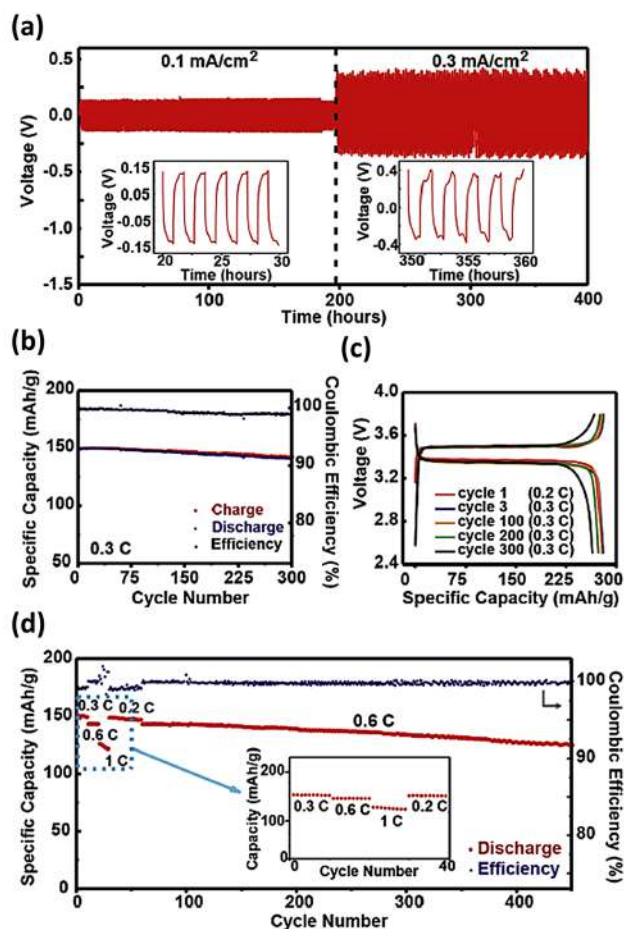 (a)
0.1 mA/cm²
0.3 mA/cm²
Voltage (V)
0.5
0.0
-0.5
-1.0
-1.5
0
100
200
300
400
Time (hours)
Voltage (V)
0.15
0.05
-0.05
-0.15
20
25
30
Time (hours)
Voltage (V)
0.4
0.0
-0.4
350
355
360
Time (hours)
(b)
Specific Capacity (mAh/g)
200
150
100
50
0
75
150
225
300
Cycle Number
100
90
80
70
Coulombic Efficiency (%)
Charge
Discharge
Efficiency
0.3 C
(c)
Voltage (V)
4.0
3.6
3.2
2.8
2.4
cycle 1 (0.2 C)
cycle 3 (0.3 C)
cycle 100 (0.3 C)
cycle 200 (0.3 C)
cycle 300 (0.3 C)
0
75
150
225
300
Specific Capacity (mAh/g)
(d)
Specific Capacity (mAh/g)
200
150
100
50
0
0.3 C 0.2 C
0.6 C
1 C
0.6 C
0
50
100
200
300
400
Cycle Number
100
90
80
Coulombic Efficiency (%)
Capacity (mAh/g)
200
100
0
0.3 C
0.6 C
1 C
0.2 C
0
40
Cycle Number
Discharge
Efficiency